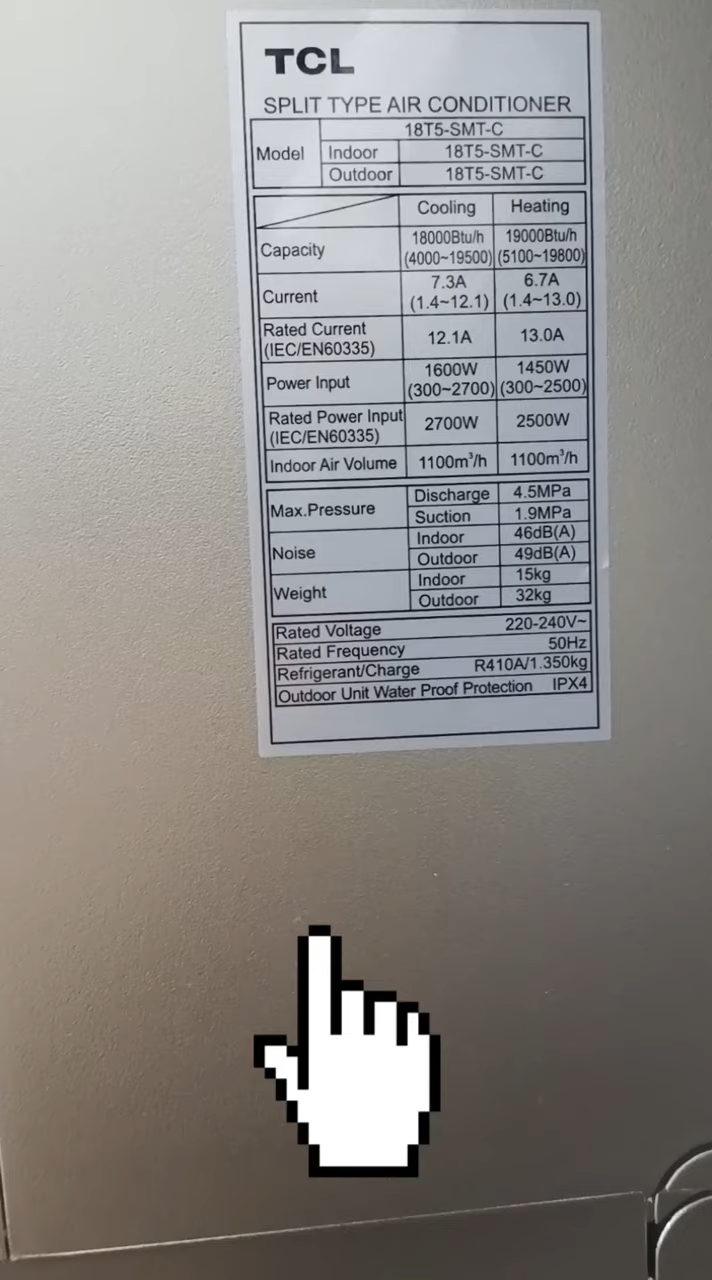 TCL
SPLIT TYPE AIR CONDITIONER
Model 18T5-SMT-C
Indoor 18T5-SMT-C
Outdoor 18T5-SMT-C
Cooling Heating
Capacity 18000Btu/h (4000~19500) 19000Btu/h (5100~19800)
Current 7.3A (1.4~12.1) 6.7A (1.4~13.0)
Rated Current (IEC/EN60335) 12.1A 13.0A
Power Input 1600W (300~2700) 1450W (300~2500)
Rated Power Input (IEC/EN60335) 2700W 2500W
Indoor Air Volume 1100m³/h 1100m³/h
Max.Pressure Discharge 4.5MPa
Suction 1.9MPa
Noise Indoor 46dB(A)
Outdoor 49dB(A)
Weight Indoor 15kg
Outdoor 32kg
Rated Voltage 220-240V~
Rated Frequency 50Hz
Refrigerant/Charge R410A/1.350kg
Outdoor Unit Water Proof Protection IPX4